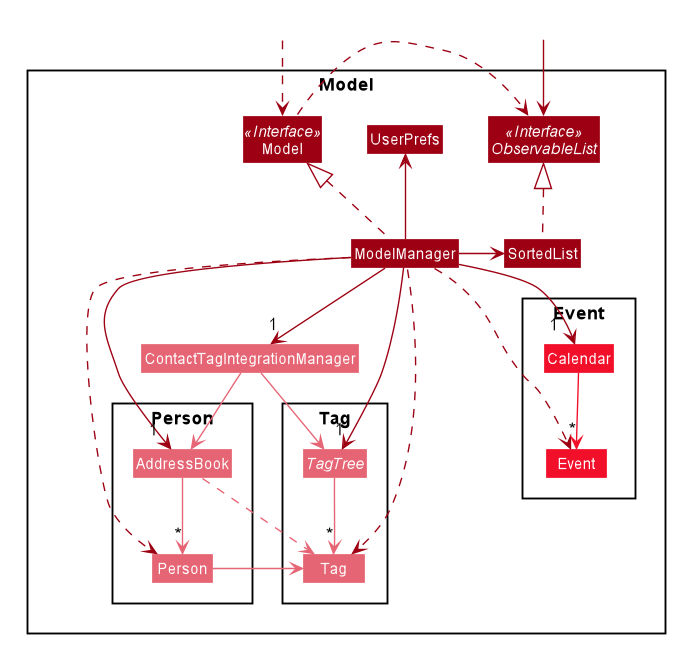 Model
«Interface»
Model
UserPrefs
«Interface»
ObservableList
ModelManager
SortedList
Event
1
1
ContactTagIntegrationManager
Calendar
Person
Tag
1
1
*
AddressBook
TagTree
Event
*
*
Person
Tag